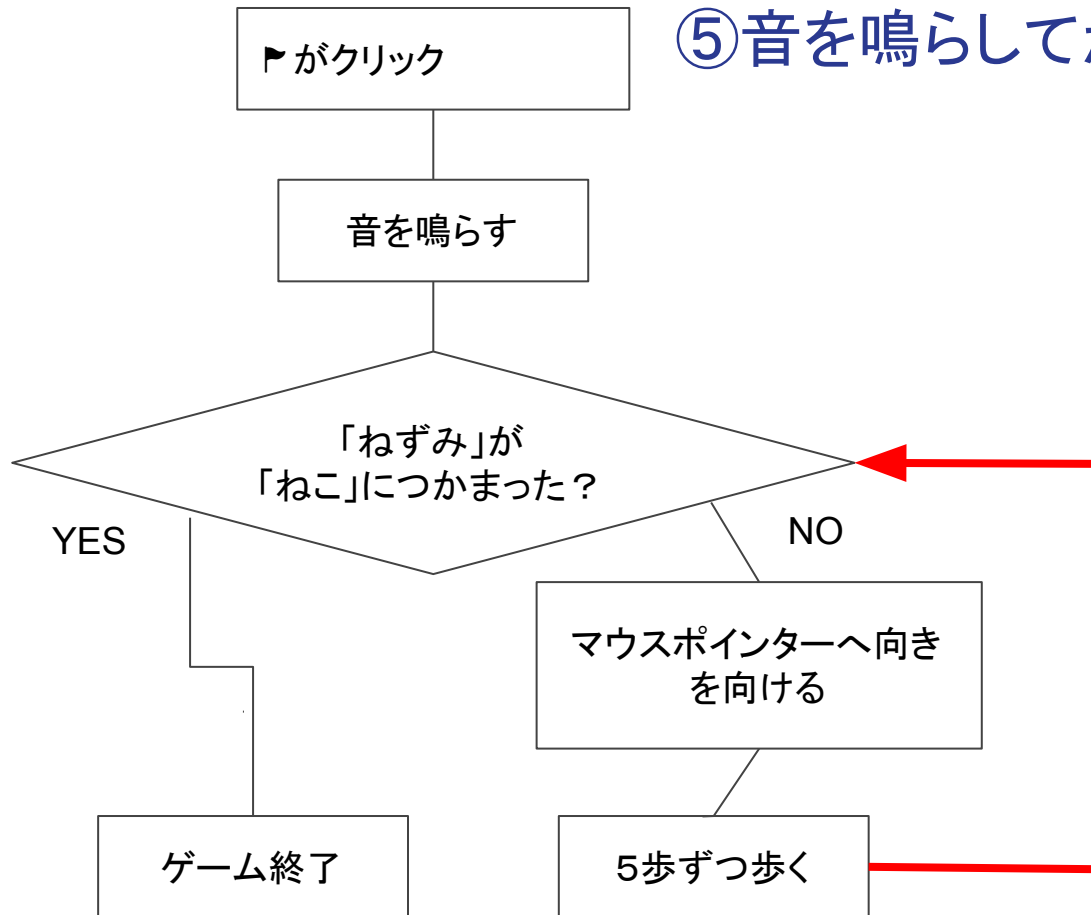 ⑤音を鳴らしてか
がクリック
音を鳴らす
「ねずみ」が
「ねこ」につかまった？
YES
NO
マウスポインターへ向き
を向ける
ゲーム終了
５歩ずつ歩く